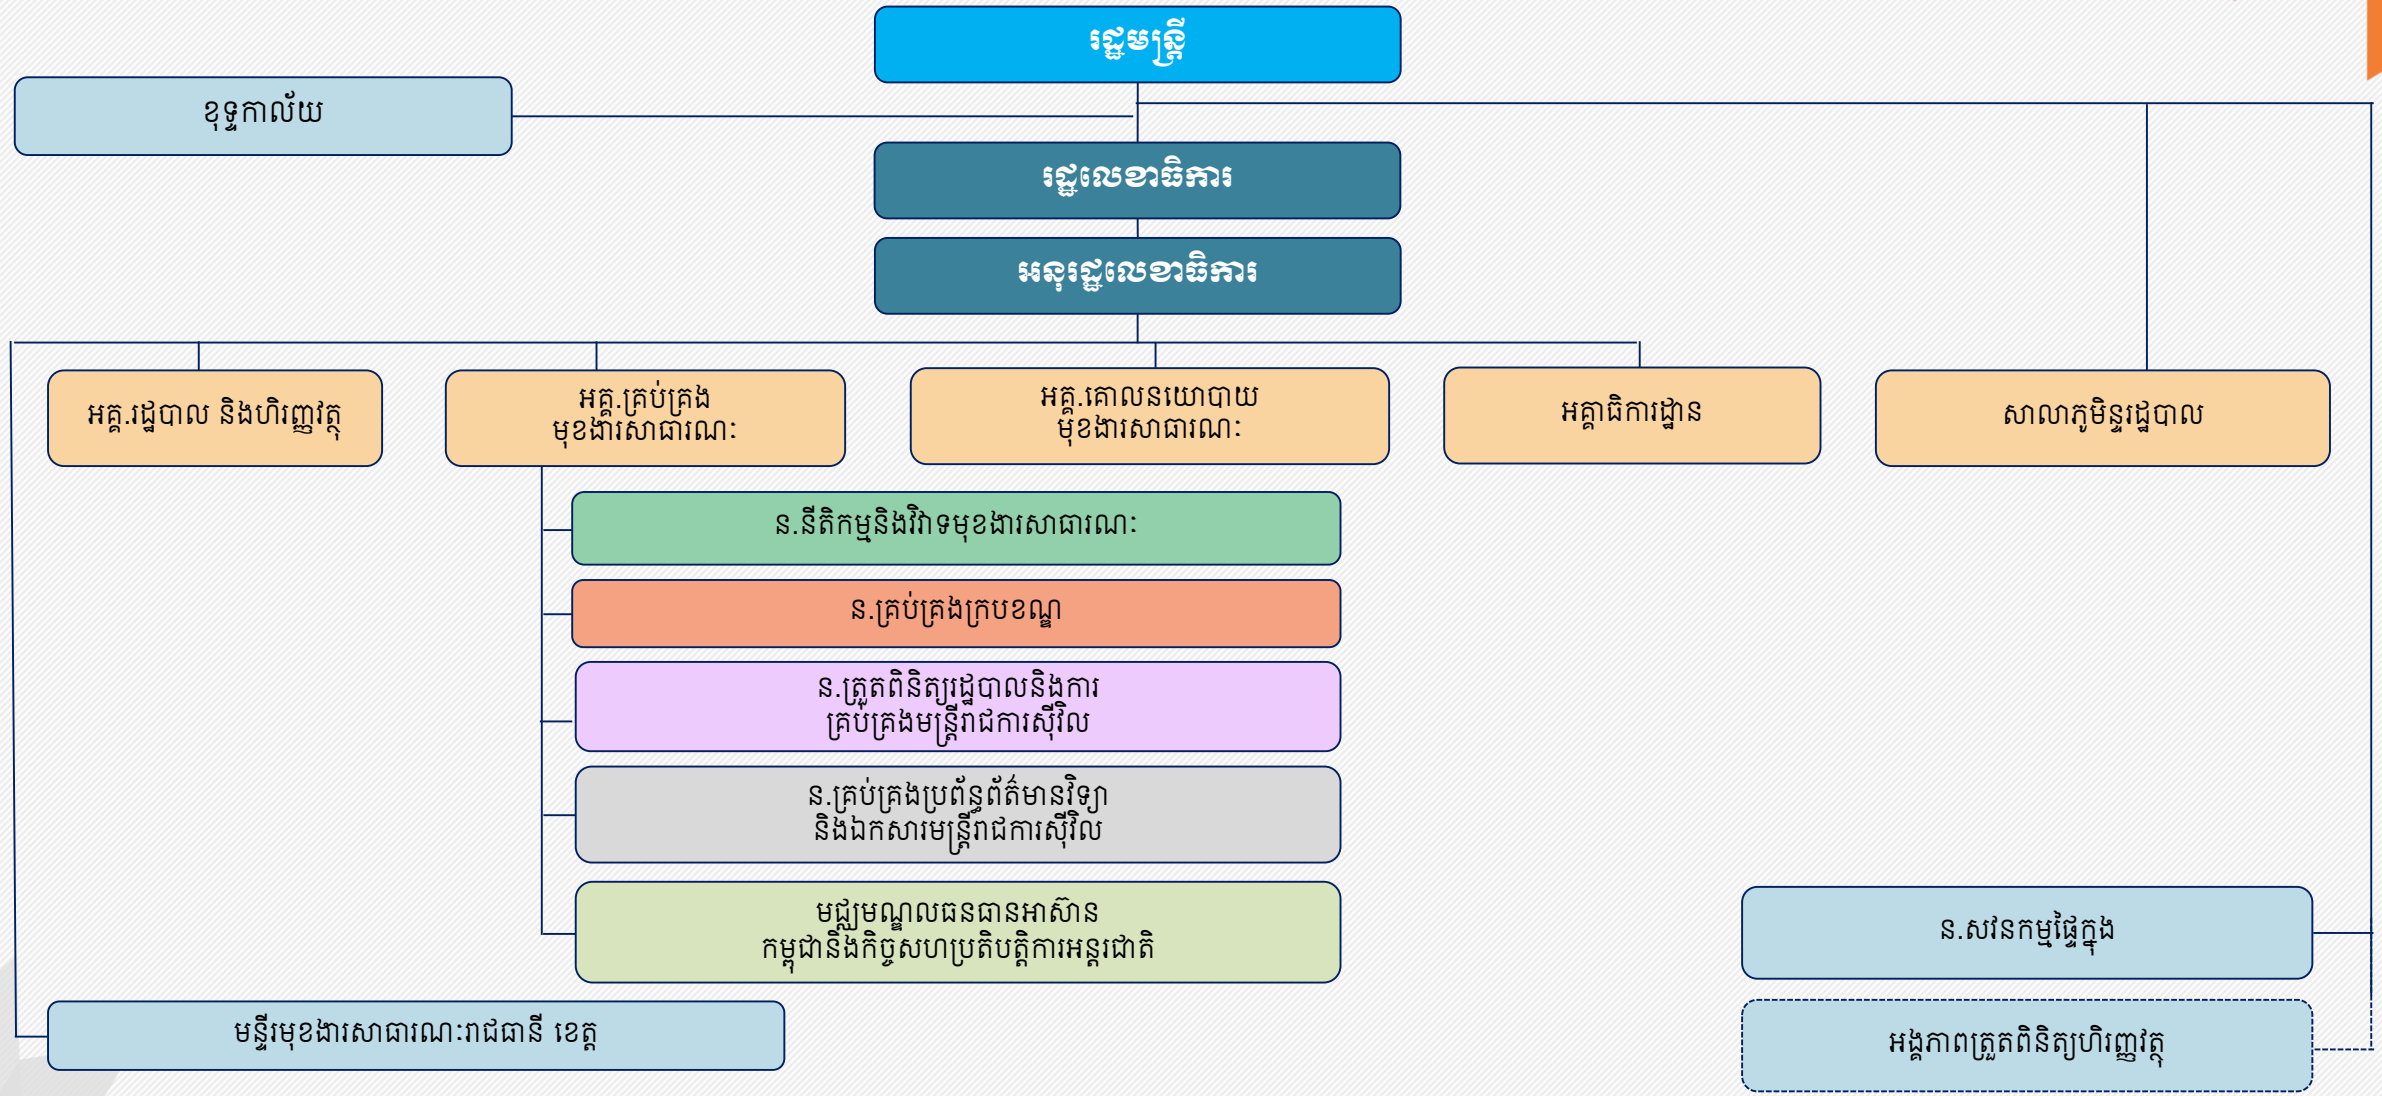 រដ្ឋមន្ត្រី
ខុទ្ទកាល័យ
រដ្ឋលេខាធិការ
អនុរដ្ឋលេខាធិការ
អគ្គ.រដ្ឋបាល និងហិរញ្ញវត្ថុ
អគ្គ.គ្រប់គ្រង
មុខងារសាធារណៈ
អគ្គ.គោលនយោបាយ
មុខងារសាធារណៈ
អគ្គាធិការដ្ឋាន
សាលាភូមិន្ទរដ្ឋបាល
ន.នីតិកម្មនិងវិវាទមុខងារសាធារណៈ
ន.គ្រប់គ្រងក្របខណ្ឌ
ន.ត្រួតពិនិត្យរដ្ឋបាលនិងការ
គ្រប់គ្រងមន្ត្រីរាជការស៊ីវិល
ន.គ្រប់គ្រងប្រព័ន្ធព័ត៌មានវិទ្យា
និងឯកសារមន្ត្រីរាជការស៊ីវិល
មជ្ឈមណ្ឌលធនធានអាស៊ាន
កម្ពុជានិងកិច្ចសហប្រតិបត្តិការអន្តរជាតិ
ន.សវនកម្មផ្ទៃក្នុង
មន្ទីរមុខងារសាធារណៈរាជធានី ខេត្ត
អង្គភាពត្រួតពិនិត្យហិរញ្ញវត្ថុ